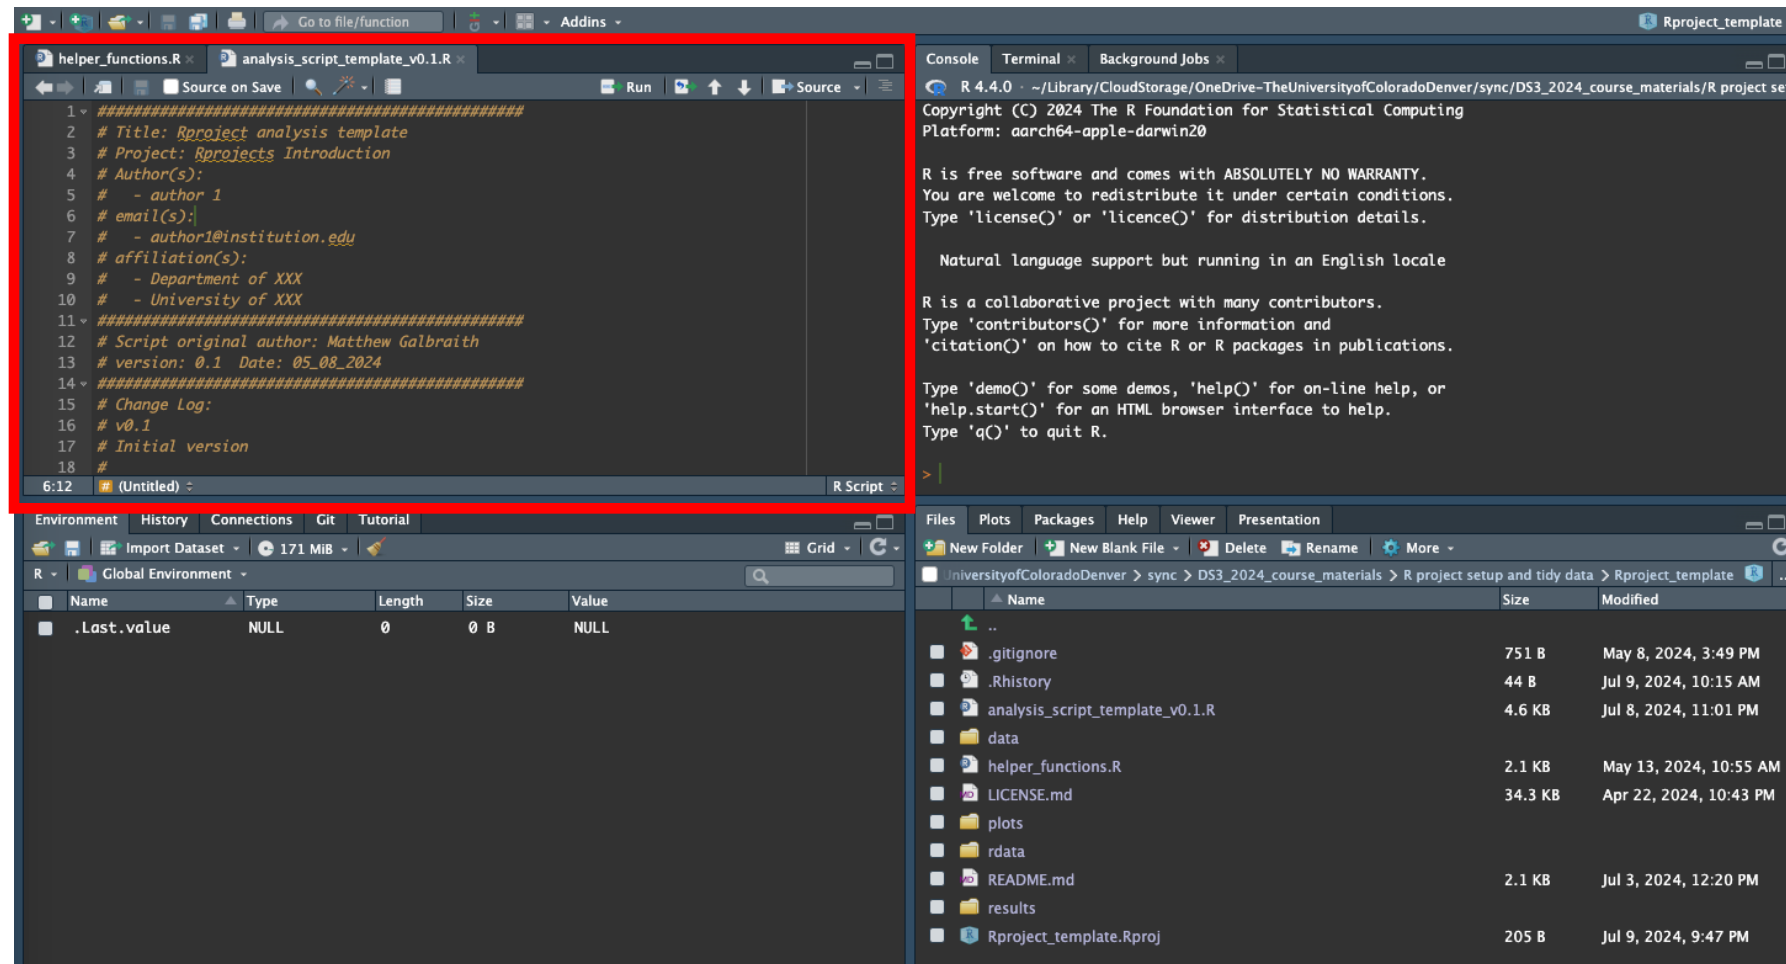 Go to file/function Addins Rproject_template
helper_functions.R analysis_script_template_v0.1.R
Source on Save Run Source
1 ################################################
2 # Title: Rproject analysis template
3 # Project: Rprojects Introduction
4 # Author(s):
5 #   - author 1
6 # email(s):
7 #   - author1@institution.edu
8 # affiliation(s):
9 #   - Department of XXX
10 #   - University of XXX
11 ################################################
12 # Script original author: Matthew Galbraith
13 # version: 0.1  Date: 05_08_2024
14 ################################################
15 # Change Log:
16 # v0.1
17 # Initial version
18 #
6:12 # (Untitled) R Script
Console Terminal Background Jobs
R 4.4.0 · ~/Library/CloudStorage/OneDrive-TheUniversityofColoradoDenver/sync/DS3_2024_course_materials/R project se
Copyright (C) 2024 The R Foundation for Statistical Computing
Platform: aarch64-apple-darwin20
R is free software and comes with ABSOLUTELY NO WARRANTY.
You are welcome to redistribute it under certain conditions.
Type 'license()' or 'licence()' for distribution details.
Natural language support but running in an English locale
R is a collaborative project with many contributors.
Type 'contributors()' for more information and
'citation()' on how to cite R or R packages in publications.
Type 'demo()' for some demos, 'help()' for on-line help, or
'help.start()' for an HTML browser interface to help.
Type 'q()' to quit R.
>
Environment History Connections Git Tutorial
Import Dataset 171 MiB Grid
R Global Environment
Name Type Length Size Value
.Last.value NULL 0 0 B NULL
Files Plots Packages Help Viewer Presentation
New Folder New Blank File Delete Rename More
UniversityofColoradoDenver > sync > DS3_2024_course_materials > R project setup and tidy data > Rproject_template ..
Name Size Modified
..
.gitignore 751 B May 8, 2024, 3:49 PM
.Rhistory 44 B Jul 9, 2024, 10:15 AM
analysis_script_template_v0.1.R 4.6 KB Jul 8, 2024, 11:01 PM
data
helper_functions.R 2.1 KB May 13, 2024, 10:55 AM
LICENSE.md 34.3 KB Apr 22, 2024, 10:43 PM
plots
rdata
README.md 2.1 KB Jul 3, 2024, 12:20 PM
results
Rproject_template.Rproj 205 B Jul 9, 2024, 9:47 PM